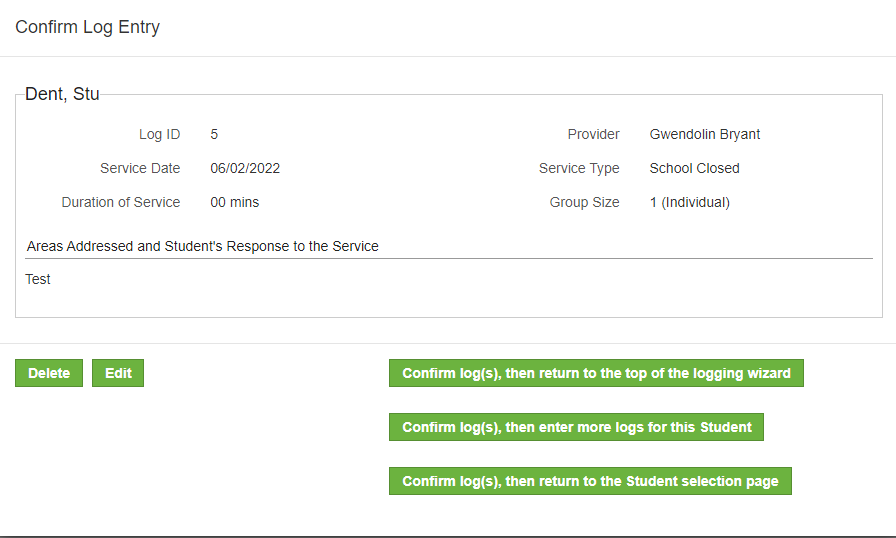 Confirm Log Entry
Dent, Stu
Log ID 5 Provider Gwendolin Bryant
Service Date 06/02/2022 Service Type School Closed
Duration of Service 00 mins Group Size 1 (Individual)
Areas Addressed and Student's Response to the Service
Test
Delete Edit Confirm log(s), then return to the top of the logging wizard
Confirm log(s), then enter more logs for this Student
Confirm log(s), then return to the Student selection page